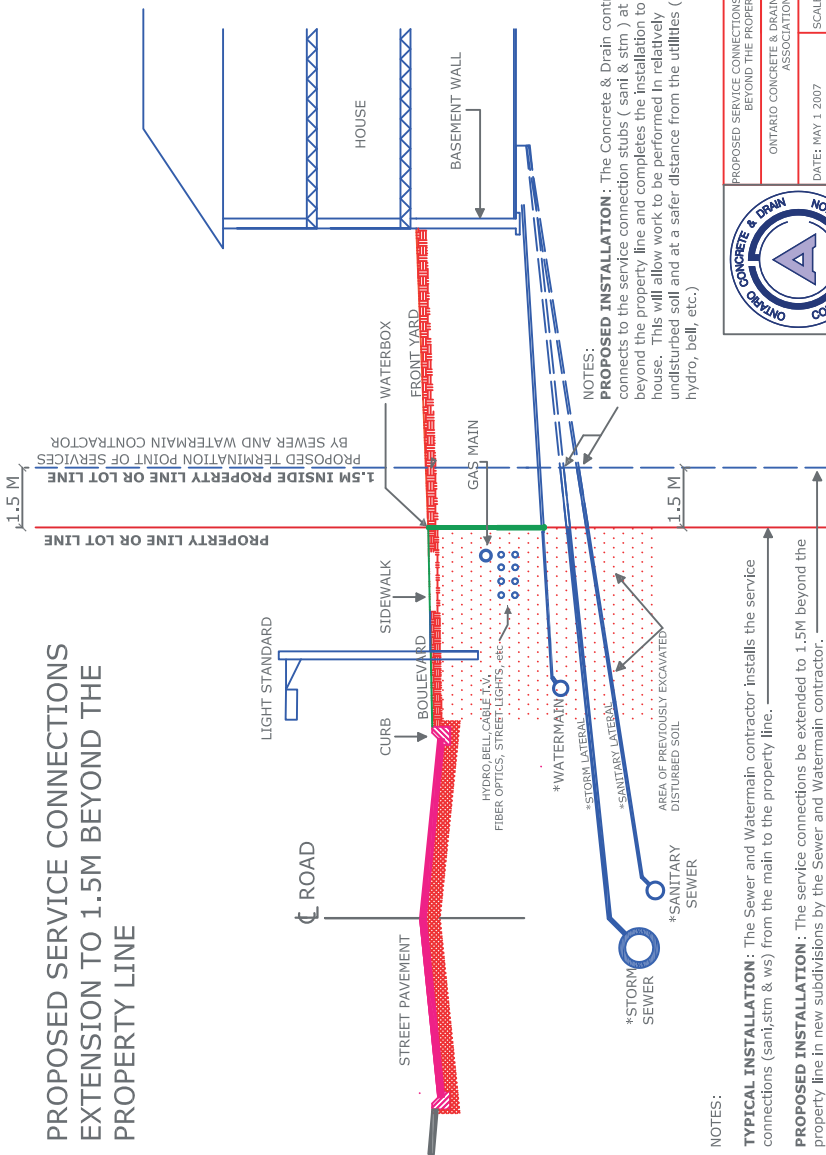 PROPOSED SERVICE CONNECTIONS
EXTENSION TO 1.5M BEYOND THE
PROPERTY LINE
1.5 M
PROPERTY LINE OR LOT LINE
1.5M INSIDE PROPERTY LINE OR LOT LINE
PROPOSED TERMINATION POINT OF SERVICES
BY SEWER AND WATERMAIN CONTRACTOR
LIGHT STANDARD
HOUSE
℄ ROAD
CURB
SIDEWALK
WATERBOX
BASEMENT WALL
STREET PAVEMENT
BOULEVARD
FRONT YARD
GAS MAIN
HYDRO,BELL,CABLE T.V.
FIBER OPTICS, STREET-LIGHTS, etc.
*WATERMAIN
*STORM LATERAL
*SANITARY LATERAL
AREA OF PREVIOUSLY EXCAVATED
DISTURBED SOIL
*STORM
SEWER
*SANITARY
SEWER
1.5 M
NOTES:
PROPOSED INSTALLATION : The Concrete & Drain contr
connects to the service connection stubs ( sani & stm ) at
beyond the property line and completes the installation to
house. This will allow work to be performed in relatively
undisturbed soil and at a safer distance from the utilities (
hydro, bell, etc.)
NOTES:
TYPICAL INSTALLATION: The Sewer and Watermain contractor installs the service
connections (sani,stm & ws) from the main to the property line.
PROPOSED INSTALLATION : The service connections be extended to 1.5M beyond the
property line in new subdivisions by the Sewer and Watermain contractor.
ONTARIO CONCRETE & DRAIN
A
PROPOSED SERVICE CONNECTIONS
BEYOND THE PROPER
ONTARIO CONCRETE & DRAIN
ASSOCIATION
DATE: MAY 1 2007
SCALE